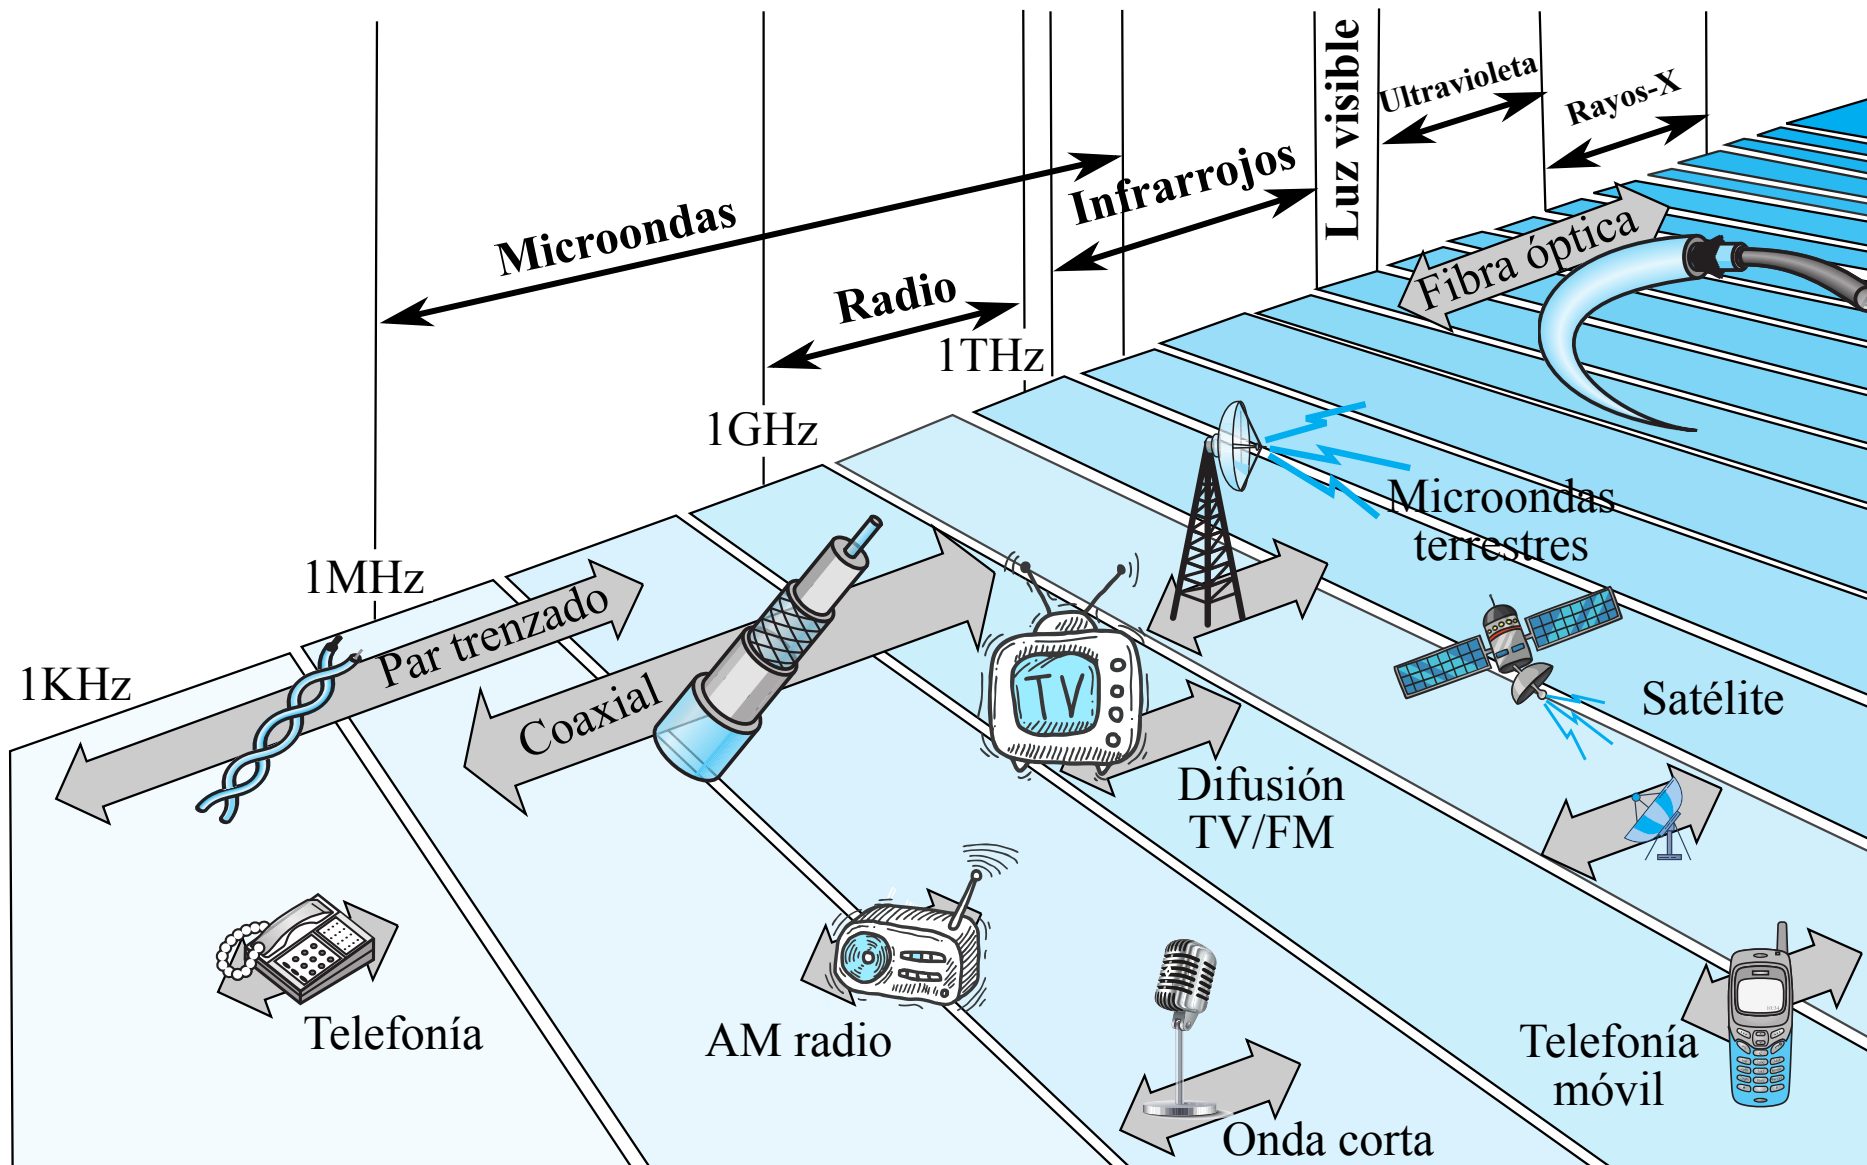 Luz visible
Ultravioleta
Rayos-X
Microondas
Infrarrojos
Radio
Fibra óptica
1THz
1GHz
1MHz
1KHz
Microondas
terrestres
Par trenzado
Coaxial
TV
Satélite
Difusión
TV/FM
Telefonía
AM radio
Telefonía
móvil
Onda corta